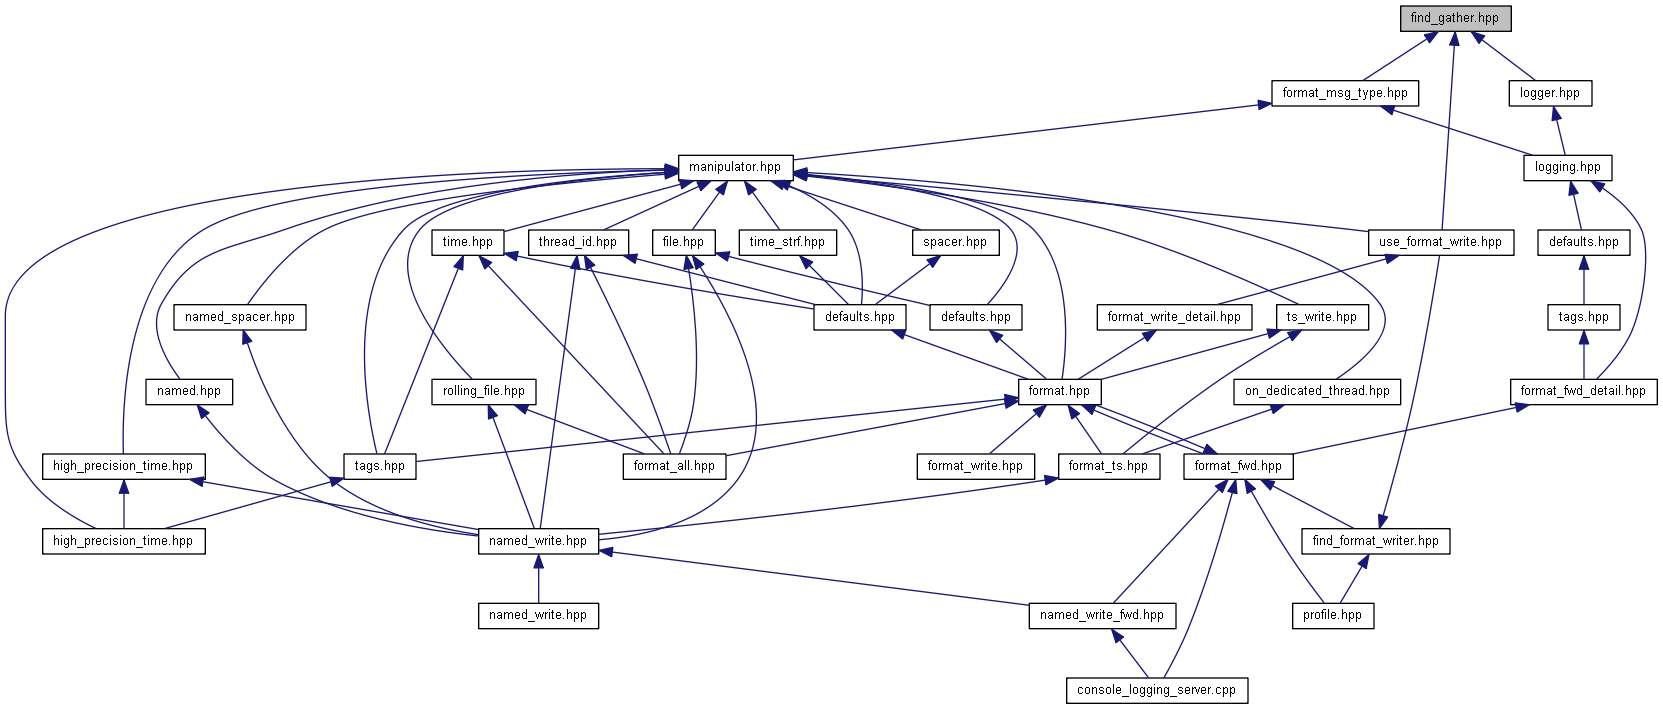 find_gather.hpp
format_msg_type.hpp
logger.hpp
manipulator.hpp
logging.hpp
time.hpp
thread_id.hpp
file.hpp
time_strf.hpp
spacer.hpp
use_format_write.hpp
defaults.hpp
named_spacer.hpp
defaults.hpp
defaults.hpp
format_write_detail.hpp
ts_write.hpp
tags.hpp
named.hpp
rolling_file.hpp
format.hpp
on_dedicated_thread.hpp
format_fwd_detail.hpp
high_precision_time.hpp
tags.hpp
format_all.hpp
format_write.hpp
format_ts.hpp
format_fwd.hpp
high_precision_time.hpp
named_write.hpp
find_format_writer.hpp
named_write.hpp
named_write_fwd.hpp
profile.hpp
console_logging_server.cpp